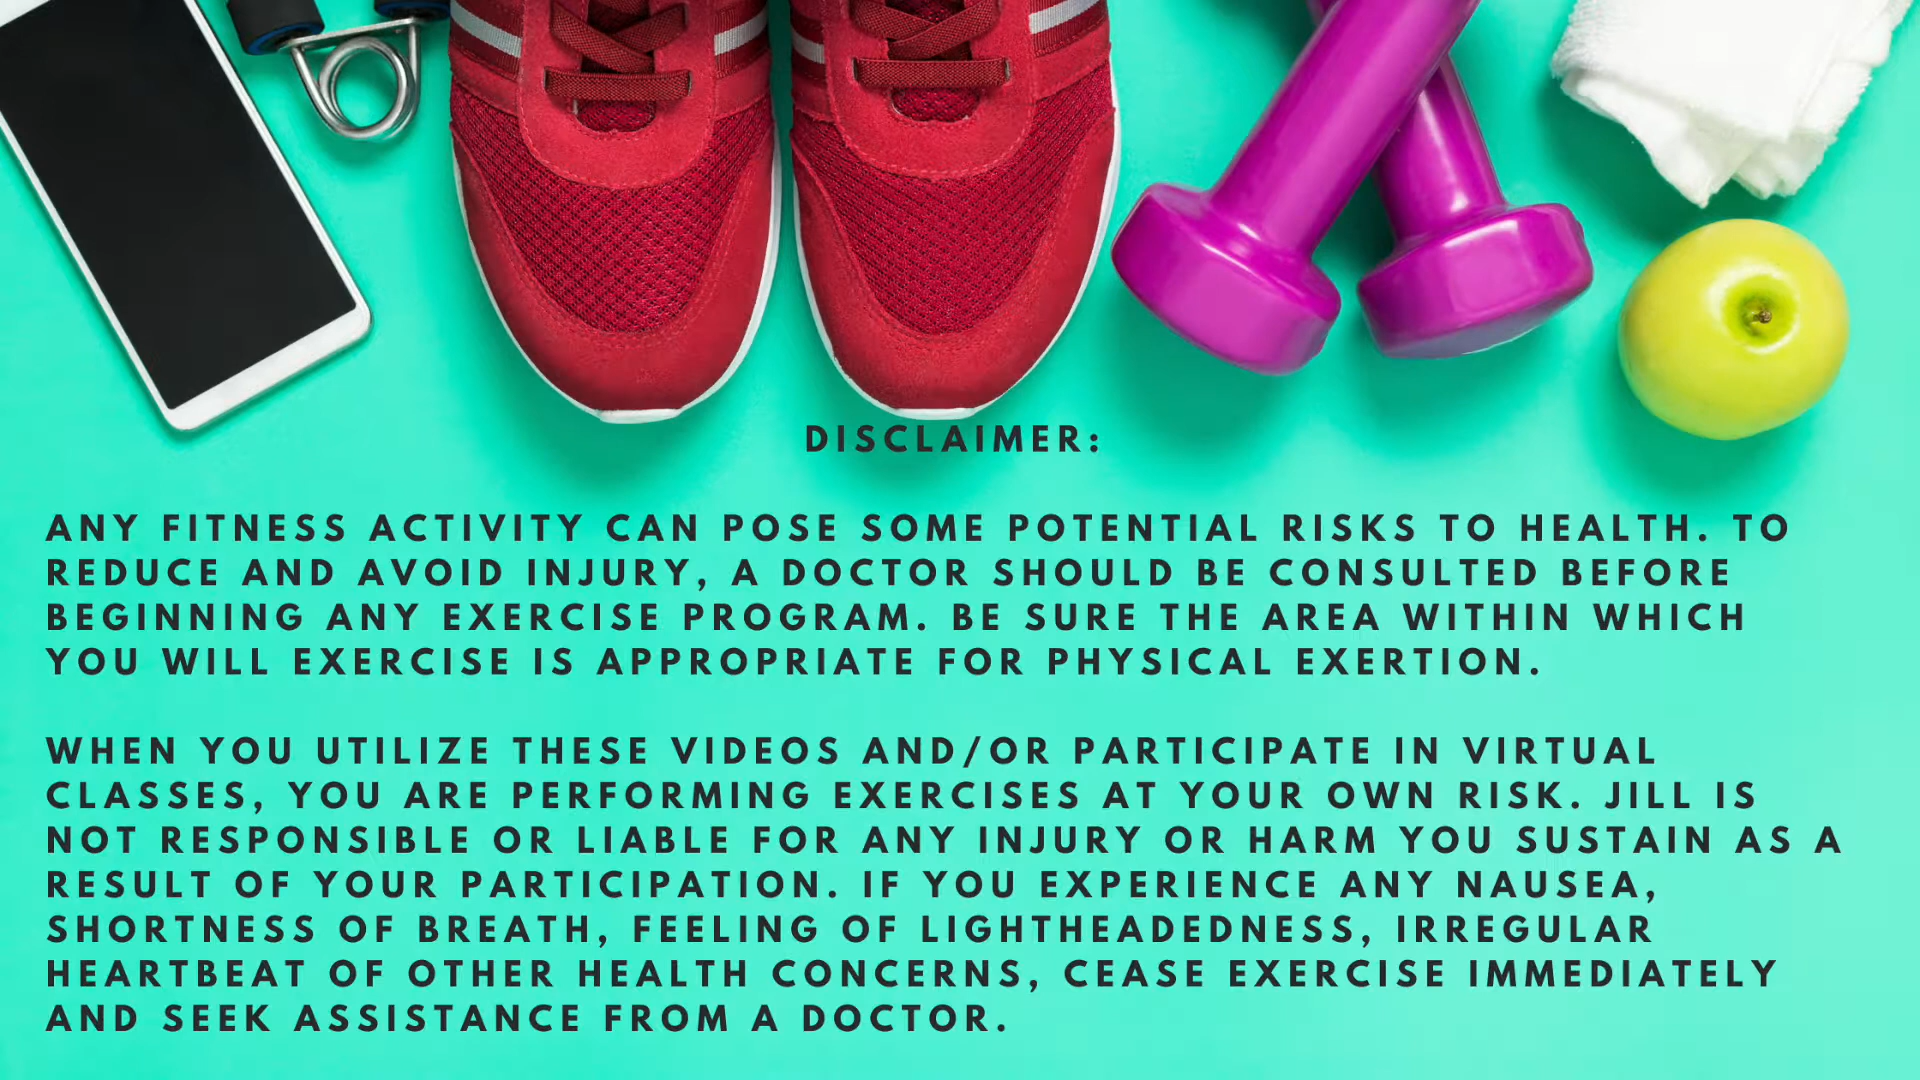 DISCLAIMER:
ANY FITNESS ACTIVITY CAN POSE SOME POTENTIAL RISKS TO HEALTH. TO
REDUCE AND AVOID INJURY, A DOCTOR SHOULD BE CONSULTED BEFORE
BEGINNING ANY EXERCISE PROGRAM. BE SURE THE AREA WITHIN WHICH
YOU WILL EXERCISE IS APPROPRIATE FOR PHYSICAL EXERTION.
WHEN YOU UTILIZE THESE VIDEOS AND/OR PARTICIPATE IN VIRTUAL
CLASSES, YOU ARE PERFORMING EXERCISES AT YOUR OWN RISK. JILL IS
NOT RESPONSIBLE OR LIABLE FOR ANY INJURY OR HARM YOU SUSTAIN AS A
RESULT OF YOUR PARTICIPATION. IF YOU EXPERIENCE ANY NAUSEA,
SHORTNESS OF BREATH, FEELING OF LIGHTHEADEDNESS, IRREGULAR
HEARTBEAT OF OTHER HEALTH CONCERNS, CEASE EXERCISE IMMEDIATELY
AND SEEK ASSISTANCE FROM A DOCTOR.